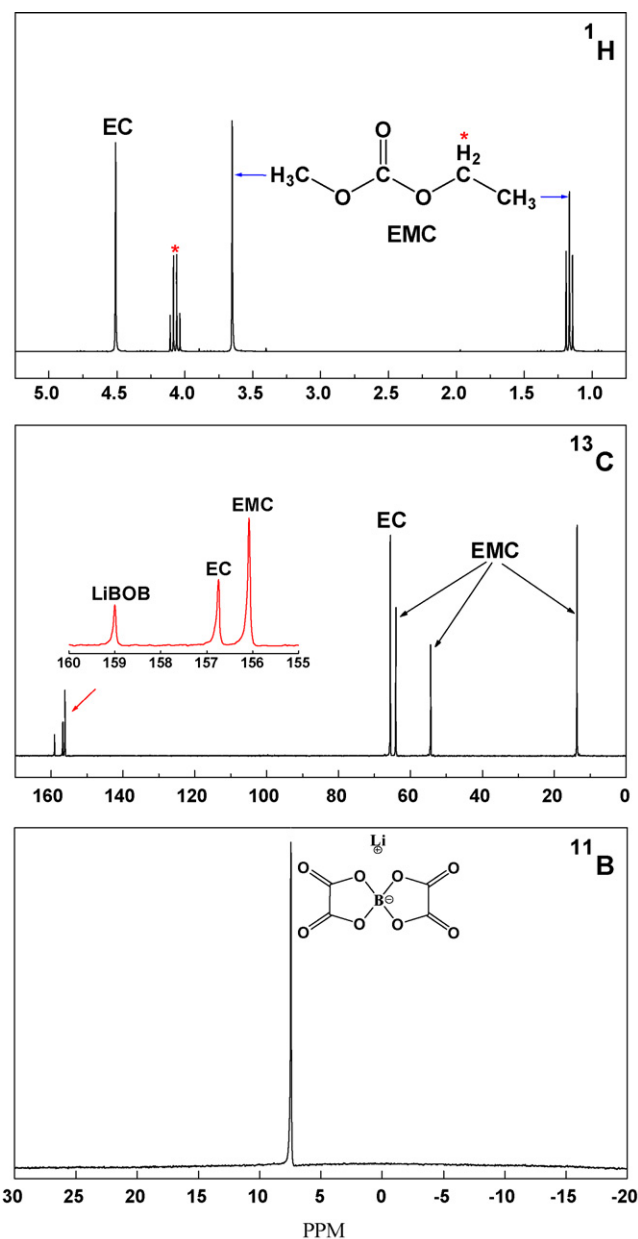 ¹H
EC
*
*
O
H₂
H₃C
C
O
O
CH₃
EMC
5.0 4.5 4.0 3.5 3.0 2.5 2.0 1.5 1.0
¹³C
EMC
EC
LiBOB
160 159 158 157 156 155
EC
EMC
160 140 120 100 80 60 40 20 0
¹¹B
Li
⊕
O O O O
B⊖
O O O O
30 25 20 15 10 5 0 -5 -10 -15 -20
PPM